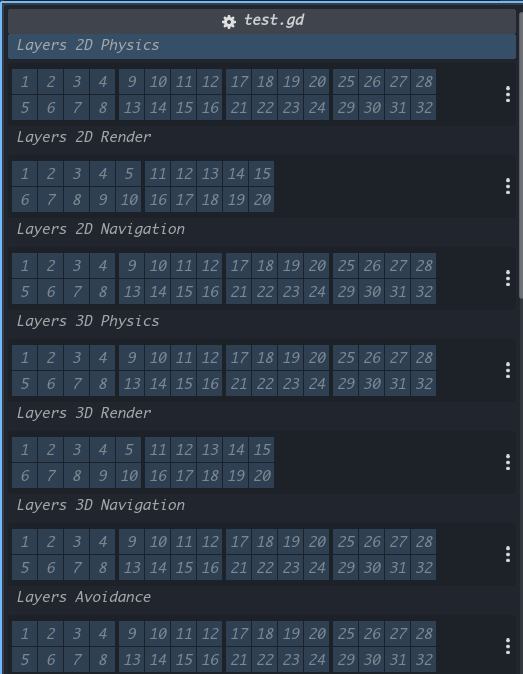 test.gd
Layers 2D Physics
1 2 3 4 9 10 11 12 17 18 19 20 25 26 27 28
5 6 7 8 13 14 15 16 21 22 23 24 29 30 31 32
Layers 2D Render
1 2 3 4 5 11 12 13 14 15
6 7 8 9 10 16 17 18 19 20
Layers 2D Navigation
1 2 3 4 9 10 11 12 17 18 19 20 25 26 27 28
5 6 7 8 13 14 15 16 21 22 23 24 29 30 31 32
Layers 3D Physics
1 2 3 4 9 10 11 12 17 18 19 20 25 26 27 28
5 6 7 8 13 14 15 16 21 22 23 24 29 30 31 32
Layers 3D Render
1 2 3 4 5 11 12 13 14 15
6 7 8 9 10 16 17 18 19 20
Layers 3D Navigation
1 2 3 4 9 10 11 12 17 18 19 20 25 26 27 28
5 6 7 8 13 14 15 16 21 22 23 24 29 30 31 32
Layers Avoidance
1 2 3 4 9 10 11 12 17 18 19 20 25 26 27 28
5 6 7 8 13 14 15 16 21 22 23 24 29 30 31 32